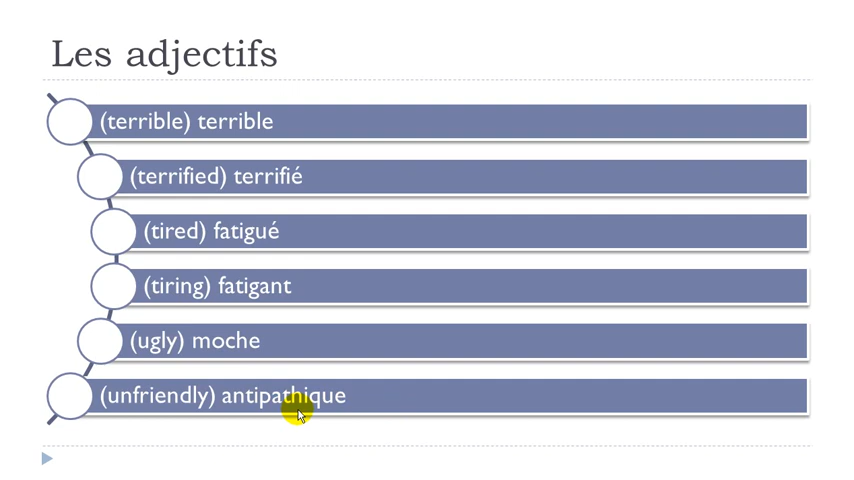 Les adjectifs
(terrible) terrible
(terrified) terrifié
(tired) fatigué
(tiring) fatigant
(ugly) moche
(unfriendly) antipathique